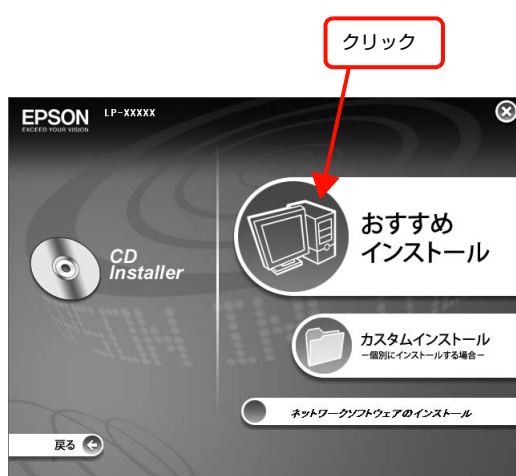 クリック
EPSON LP-XXXXX
EXCEED YOUR VISION
おすすめ
インストール
CD
Installer
カスタムインストール
－個別にインストールする場合－
ネットワークソフトウェアのインストール
戻る